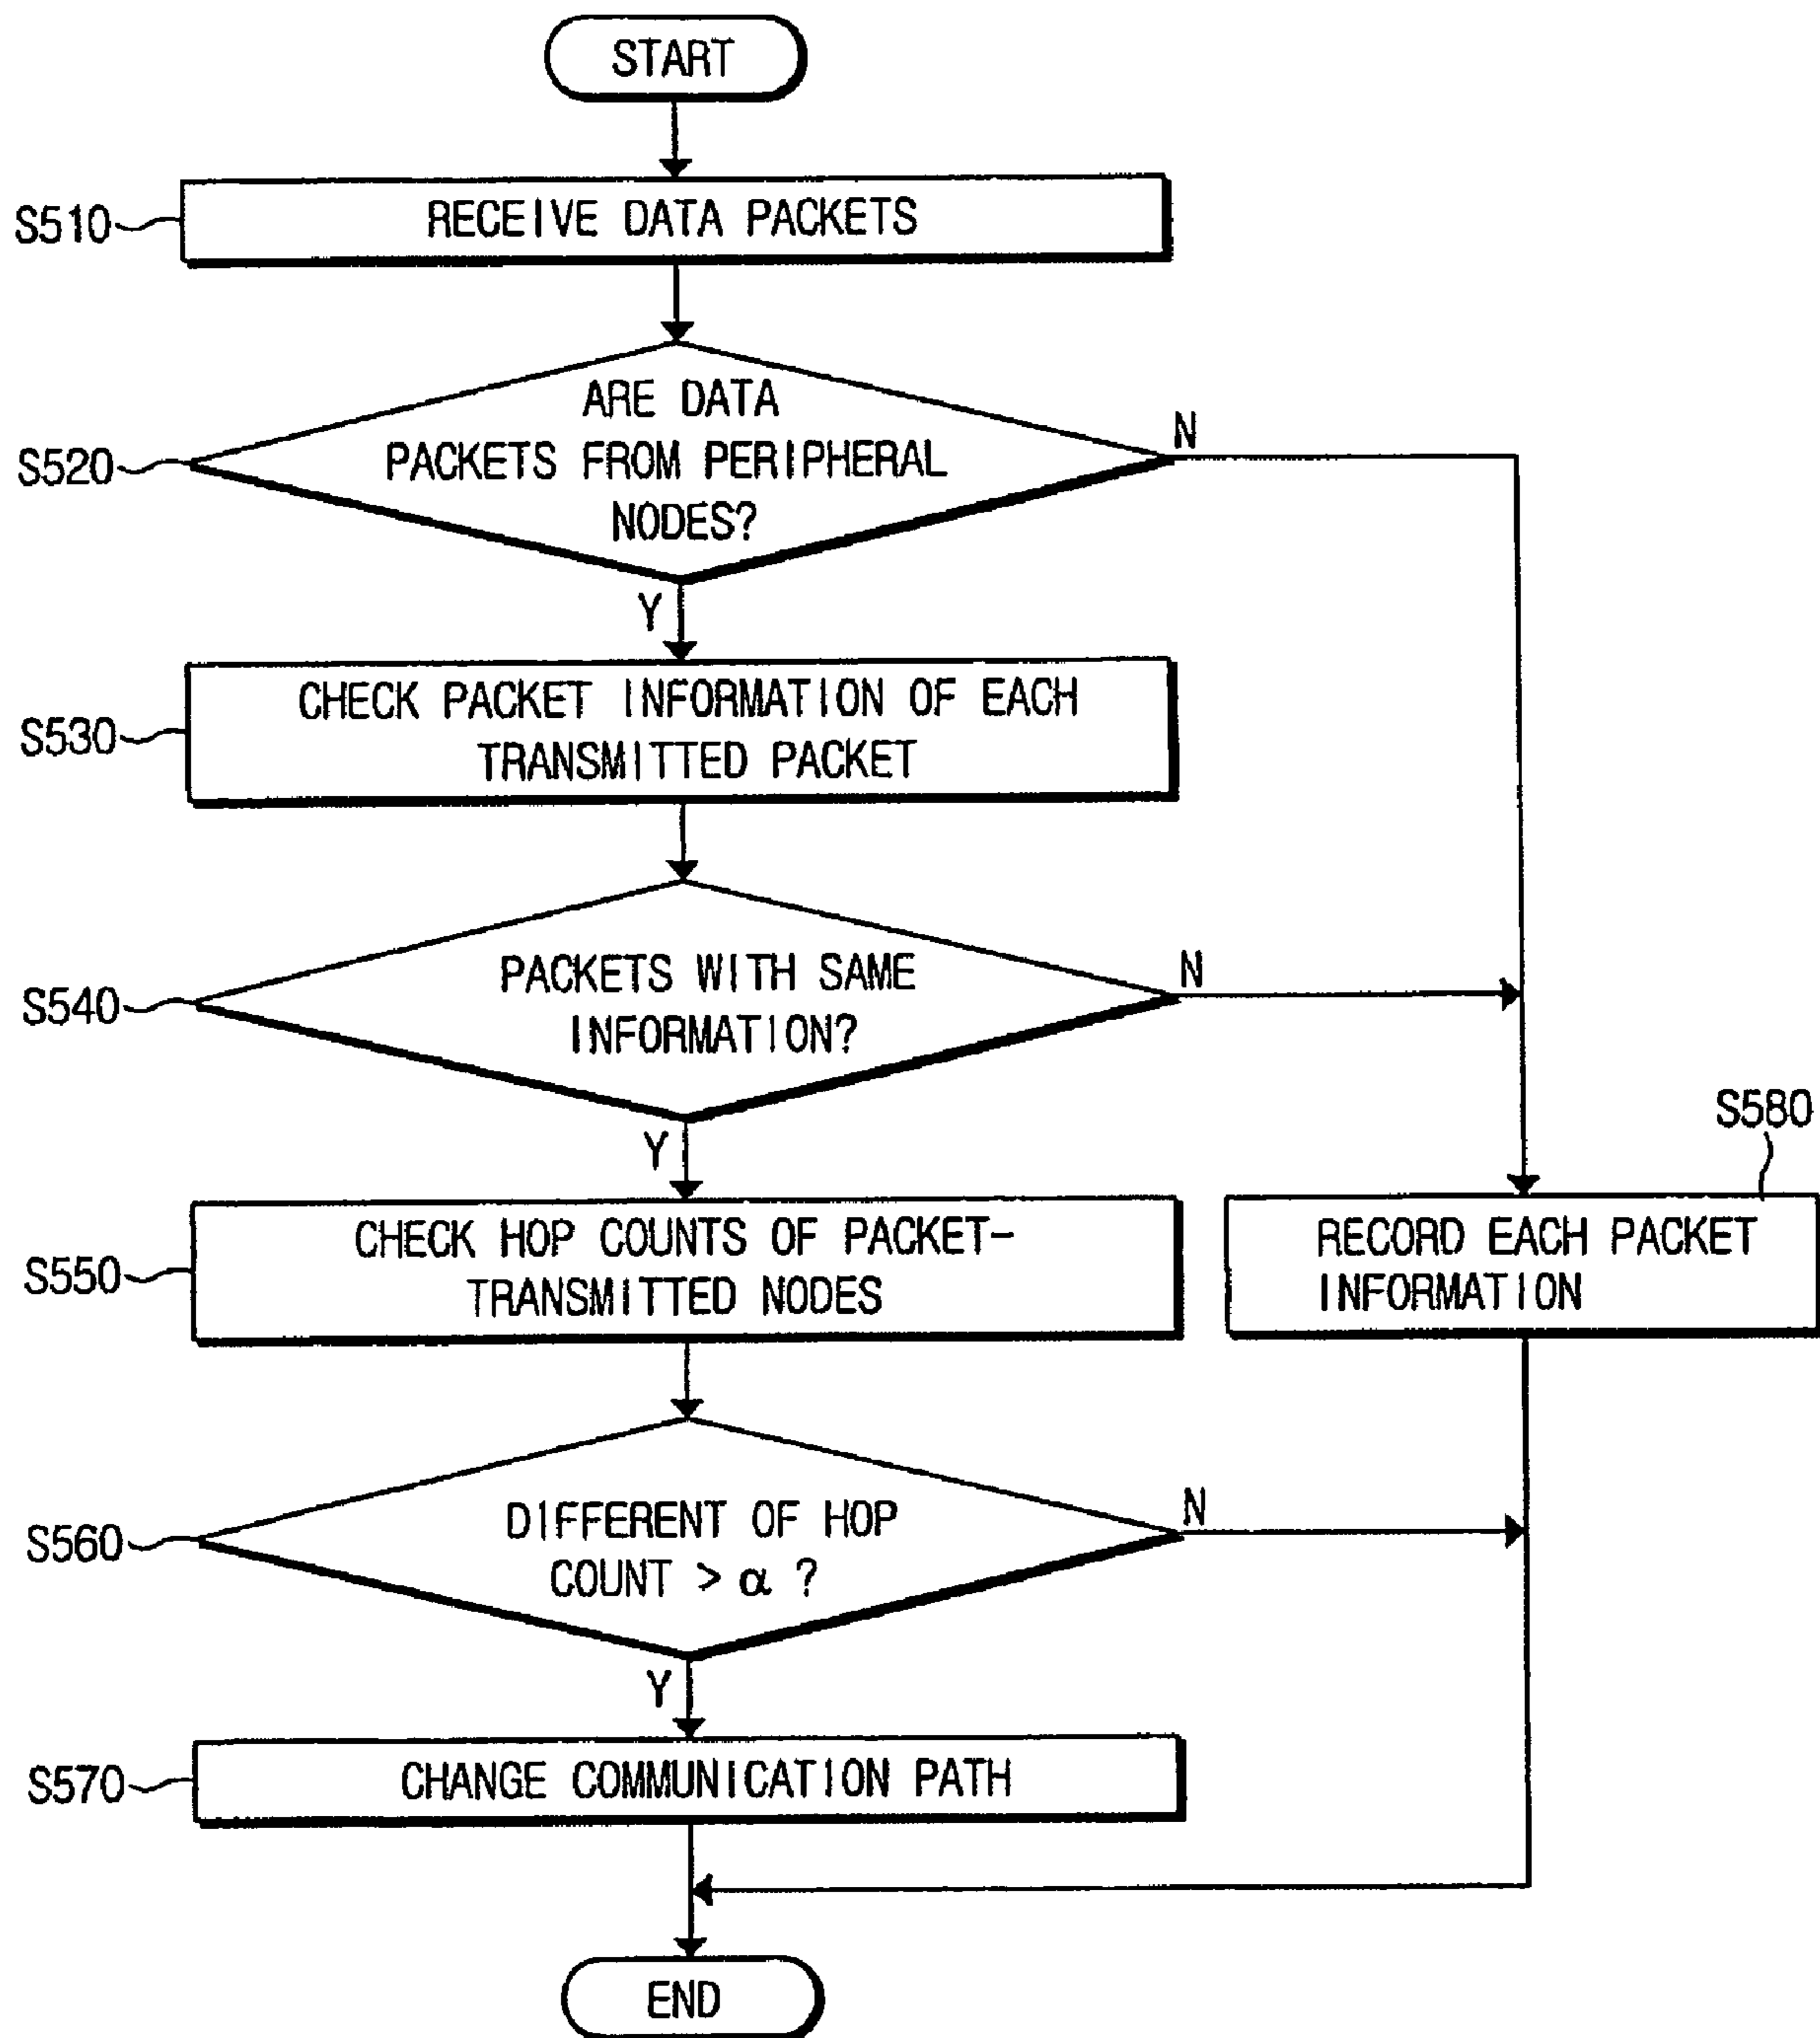 START
S510
RECEIVE DATA PACKETS
S520
ARE DATA
PACKETS FROM PERIPHERAL
NODES?
N
Y
S530
CHECK PACKET INFORMATION OF EACH
TRANSMITTED PACKET
S540
PACKETS WITH SAME
INFORMATION?
N
Y
S580
S550
CHECK HOP COUNTS OF PACKET-
TRANSMITTED NODES
RECORD EACH PACKET
INFORMATION
S560
DIFFERENT OF HOP
COUNT > α ?
N
Y
S570
CHANGE COMMUNICATION PATH
END